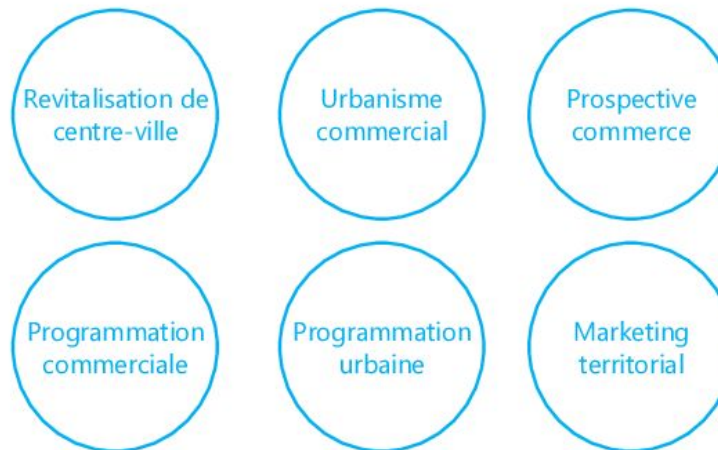 Revitalisation de
centre-ville
Urbanisme
commercial
Prospective
commerce
Programmation
commerciale
Programmation
urbaine
Marketing
territorial